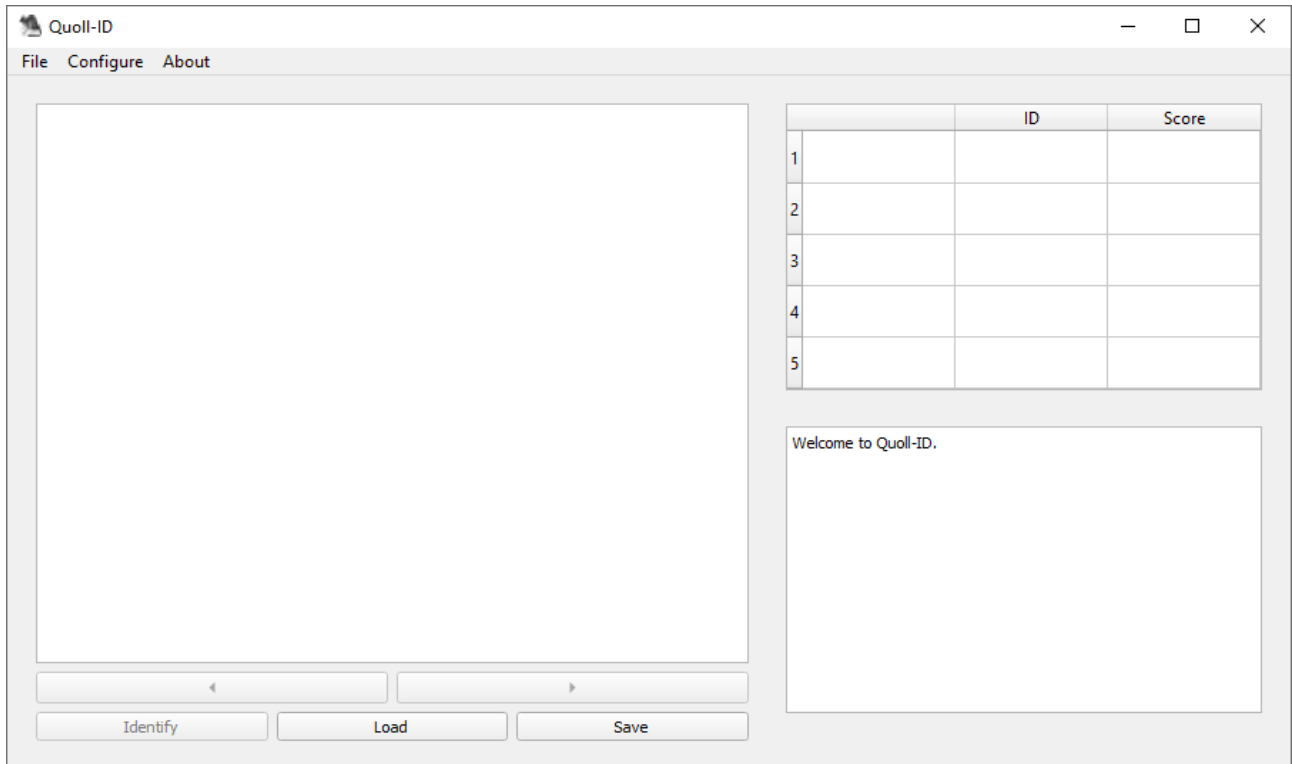 Quoll-ID
File Configure About
ID Score
1
2
3
4
5
Welcome to Quoll-ID.
Identify Load Save